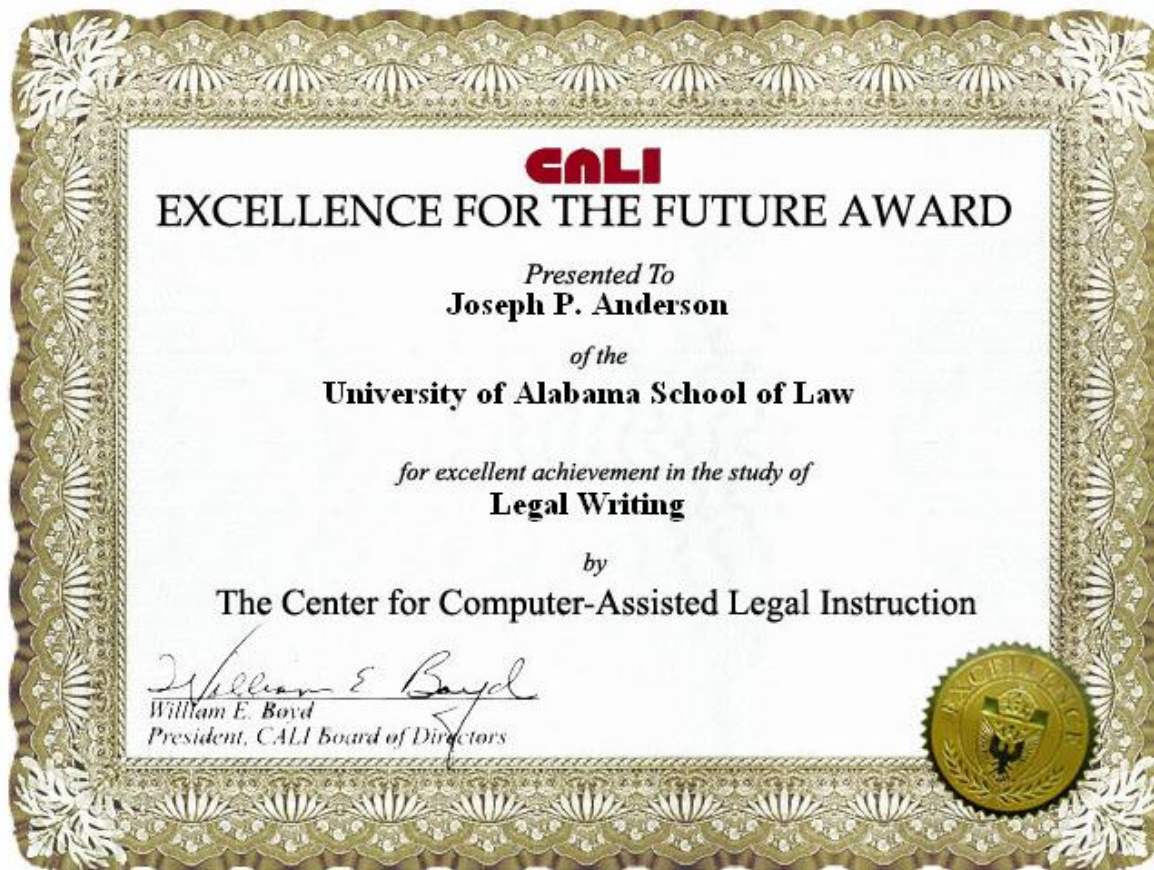 CALI
EXCELLENCE FOR THE FUTURE AWARD
Presented To
Joseph P. Anderson
of the
University of Alabama School of Law
for excellent achievement in the study of
Legal Writing
by
The Center for Computer-Assisted Legal Instruction
William E Boyd
William E. Boyd
President, CALI Board of Directors
EXCELLENCE